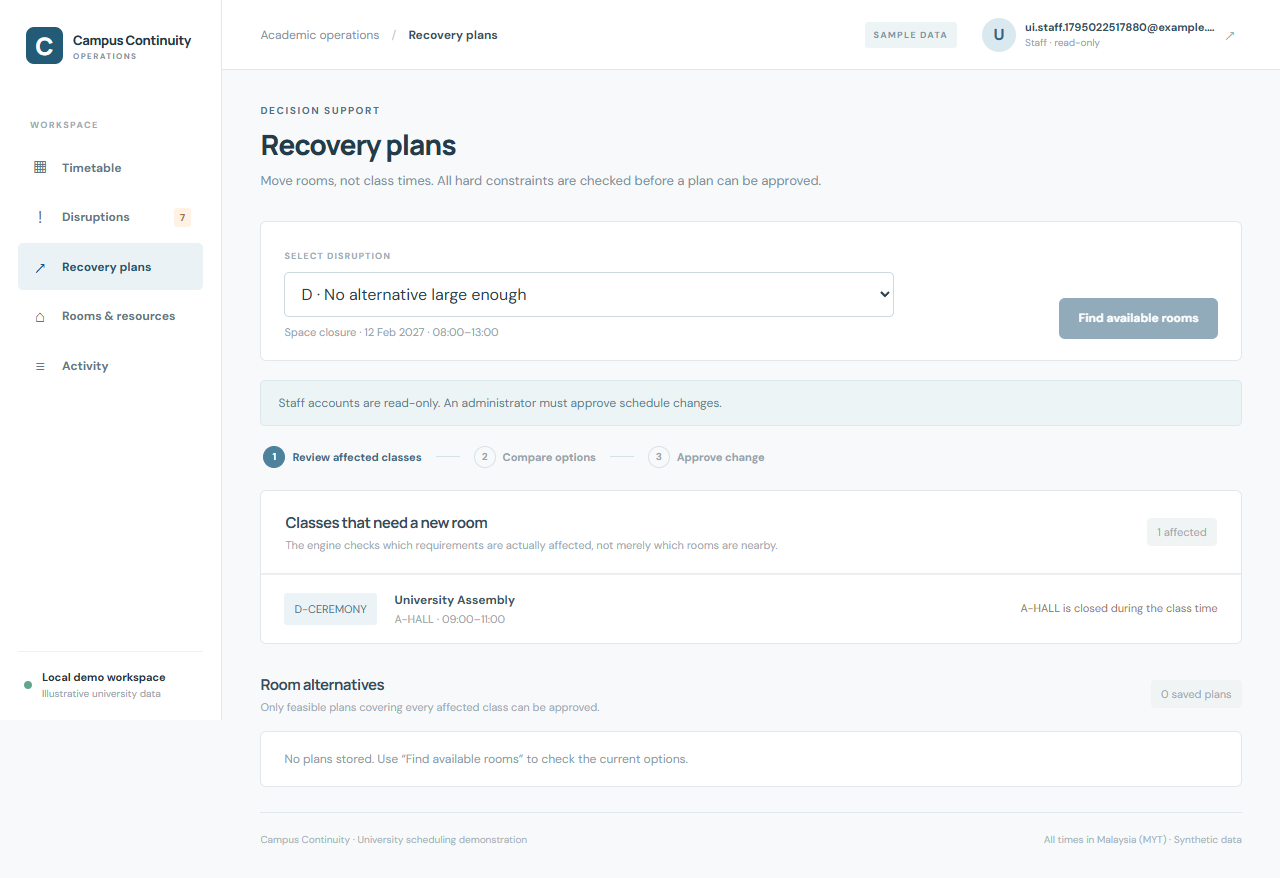 C
Campus Continuity
OPERATIONS
WORKSPACE
Timetable
Disruptions 7
Recovery plans
Rooms & resources
Activity
Local demo workspace
Illustrative university data
Academic operations / Recovery plans
SAMPLE DATA
U
ui.staff.1795022517880@example....
Staff · read-only
DECISION SUPPORT
Recovery plans
Move rooms, not class times. All hard constraints are checked before a plan can be approved.
SELECT DISRUPTION
D · No alternative large enough
Space closure · 12 Feb 2027 · 08:00–13:00
Find available rooms
Staff accounts are read-only. An administrator must approve schedule changes.
1 Review affected classes 2 Compare options 3 Approve change
Classes that need a new room
The engine checks which requirements are actually affected, not merely which rooms are nearby.
1 affected
D-CEREMONY
University Assembly
A-HALL · 09:00–11:00
A-HALL is closed during the class time
Room alternatives
Only feasible plans covering every affected class can be approved.
0 saved plans
No plans stored. Use “Find available rooms” to check the current options.
Campus Continuity · University scheduling demonstration
All times in Malaysia (MYT) · Synthetic data